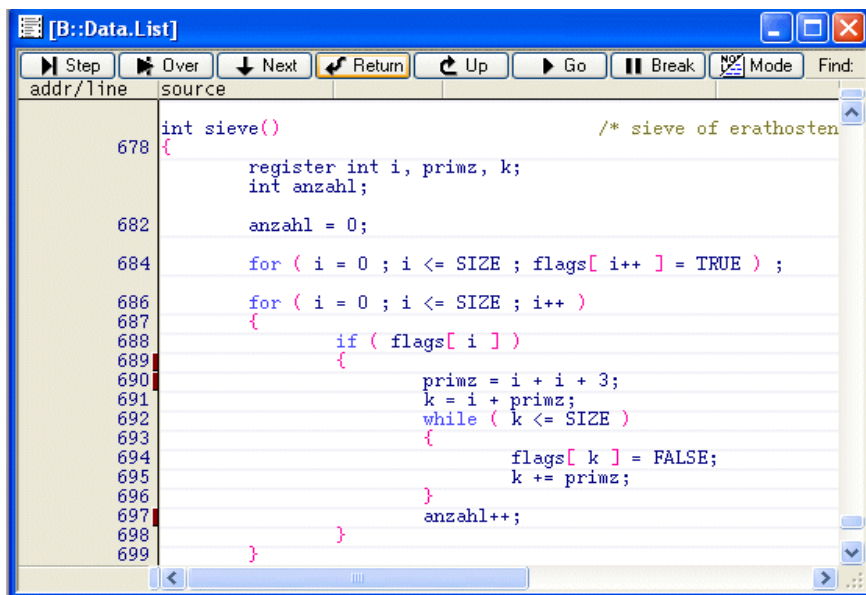 [B::Data.List]
Step Over Next Return Up Go Break Mode Find:
addr/line source
int sieve() /* sieve of erathosten
678 {
register int i, primz, k;
int anzahl;
682 anzahl = 0;
684 for ( i = 0 ; i <= SIZE ; flags[ i++ ] = TRUE ) ;
686 for ( i = 0 ; i <= SIZE ; i++ )
687 {
688 if ( flags[ i ] )
689 {
690 primz = i + i + 3;
691 k = i + primz;
692 while ( k <= SIZE )
693 {
694 flags[ k ] = FALSE;
695 k += primz;
696 }
697 anzahl++;
698 }
699 }